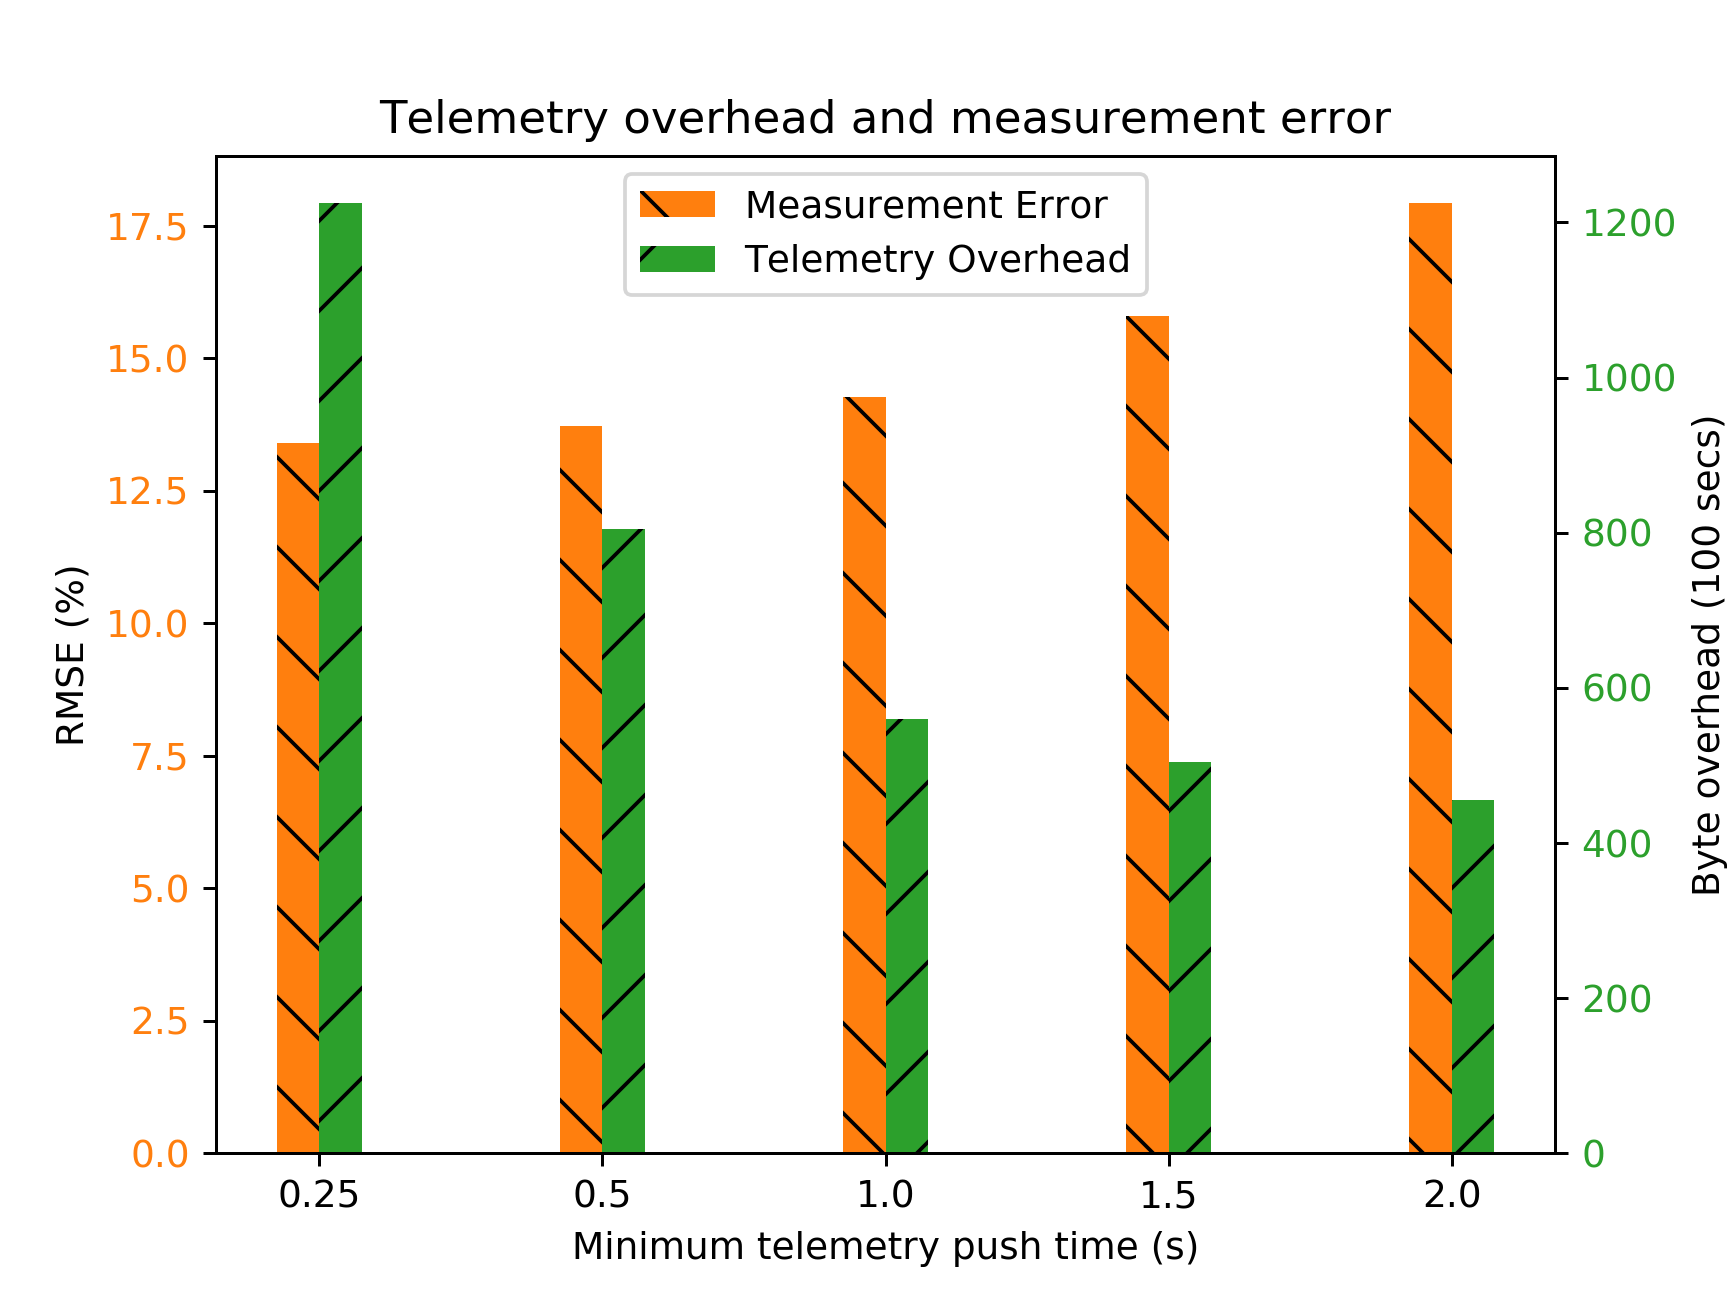 Telemetry overhead and measurement error
Measurement Error
Telemetry Overhead
RMSE (%)
17.5
15.0
12.5
10.0
7.5
5.0
2.5
0.0
1200
1000
800
600
400
200
0
Byte overhead (100 secs)
0.25 0.5 1.0 1.5 2.0
Minimum telemetry push time (s)